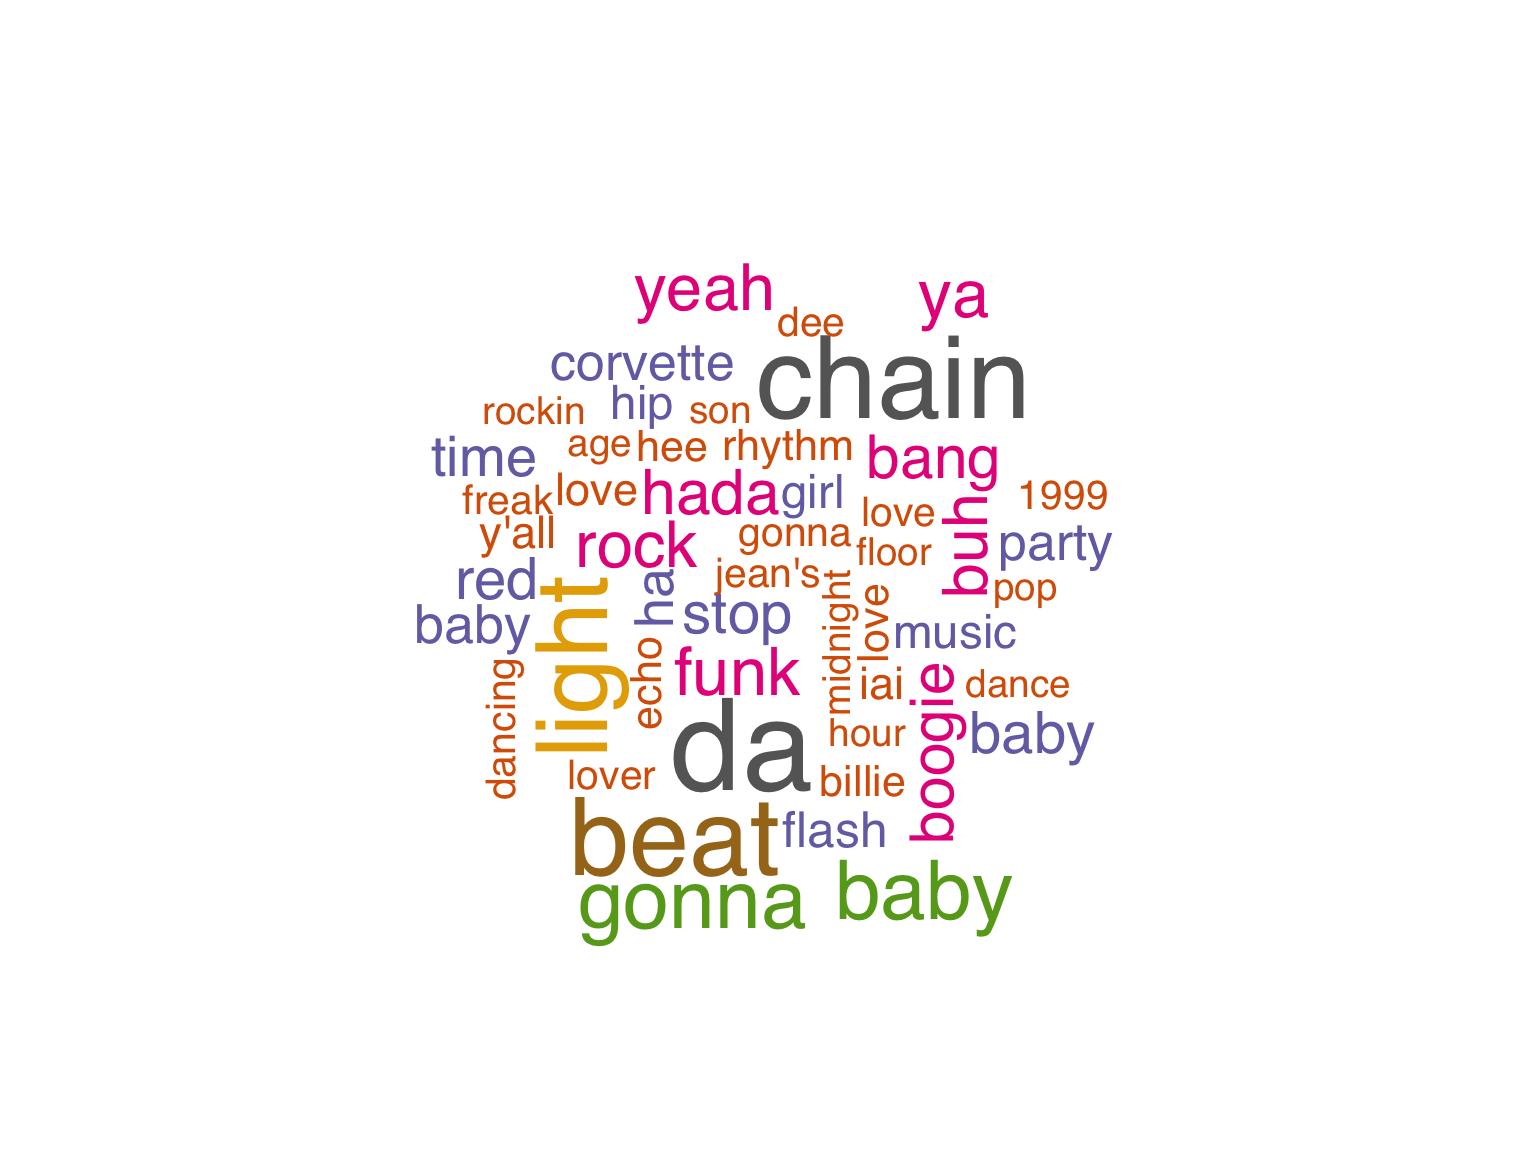 yeah
ya
dee
chain
corvette
hip
rockin
son
time
age
hee
rhythm
bang
freak
love
hada
girl
love
1999
y'all
rock
gonna
floor
buh
party
red
light
ha
jean's
midnight
love
pop
baby
stop
music
echo
funk
iai
boogie
dance
dancing
da
hour
baby
lover
billie
beat
flash
gonna
baby